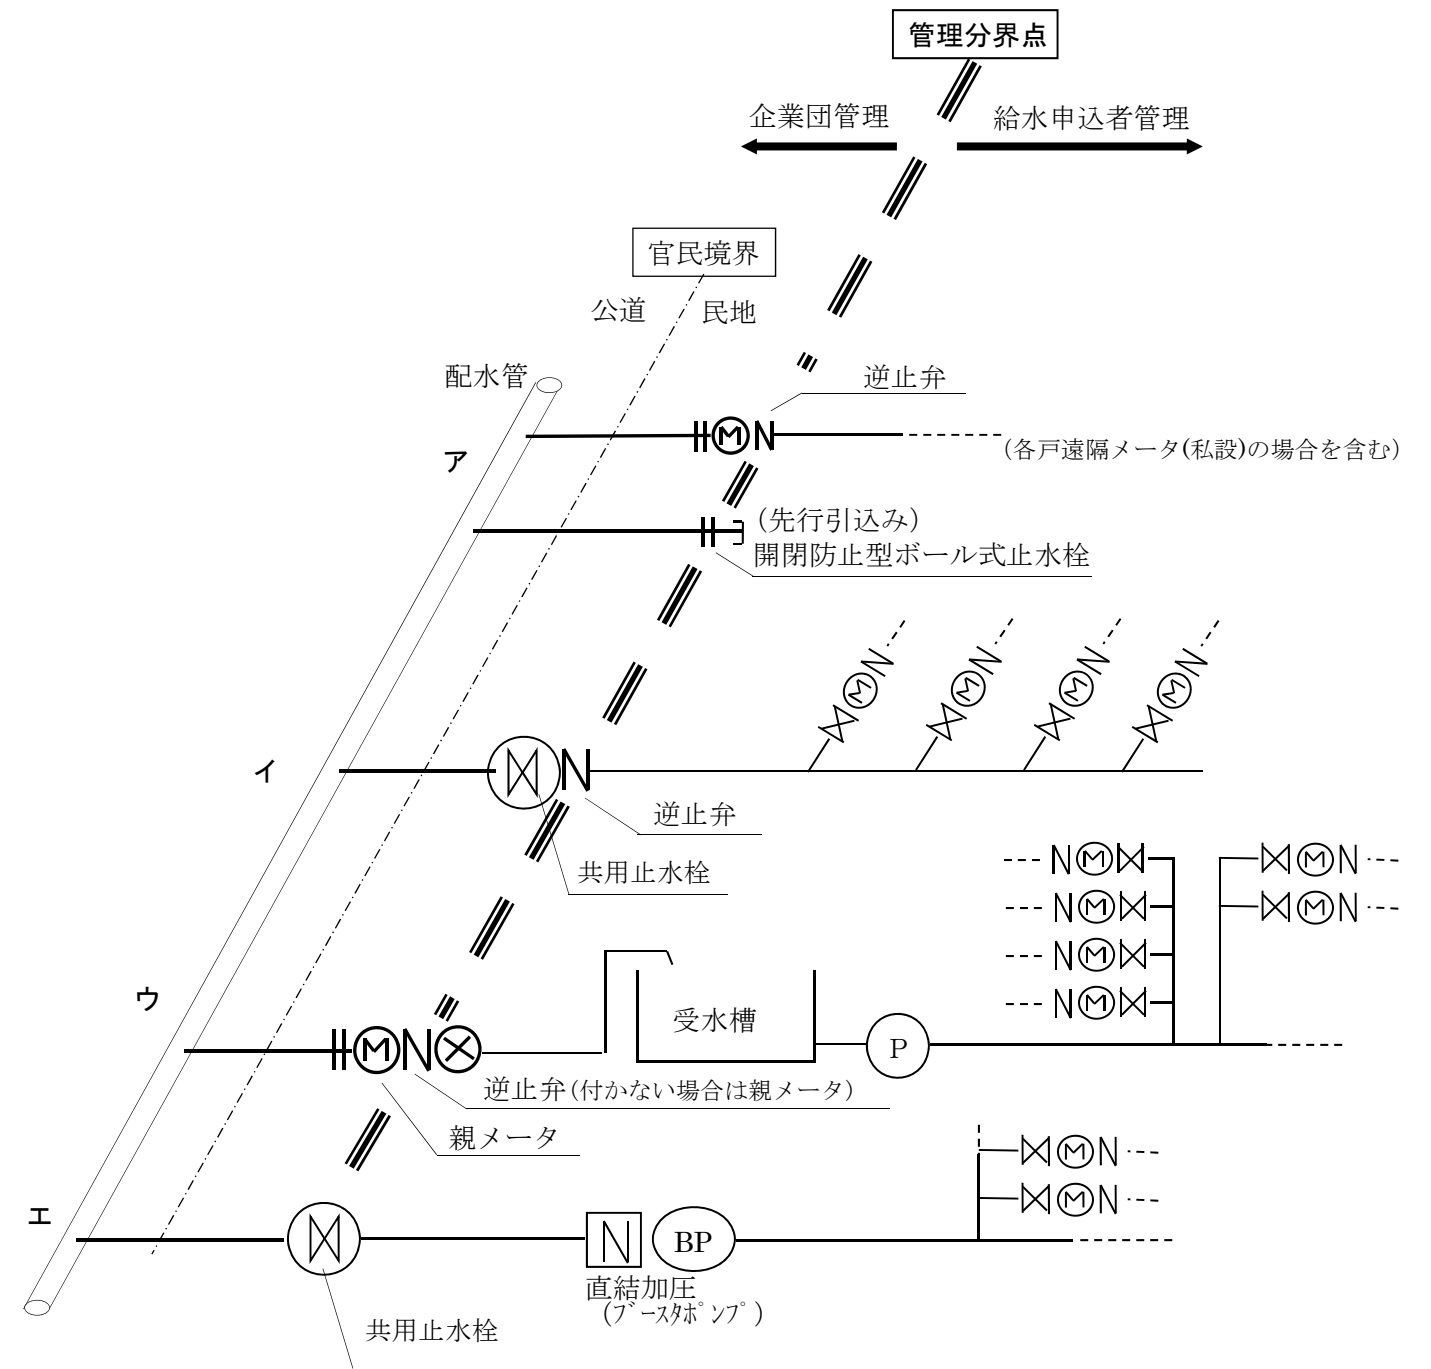 管理分界点
企業団管理
給水申込者管理
官民境界
公道
民地
配水管
逆止弁
M N
(各戸遠隔メータ(私設)の場合を含む)
ア
(先行引込み)
開閉防止型ボール式止水栓
M N
M N
M N
M N
イ
N
逆止弁
共用止水栓
N M
M N
N M
M N
N M
N M
ウ
受水槽
M N
P
逆止弁(付かない場合は親メータ)
親メータ
M N
M N
エ
N
BP
直結加圧
(ブースタポンプ)
共用止水栓